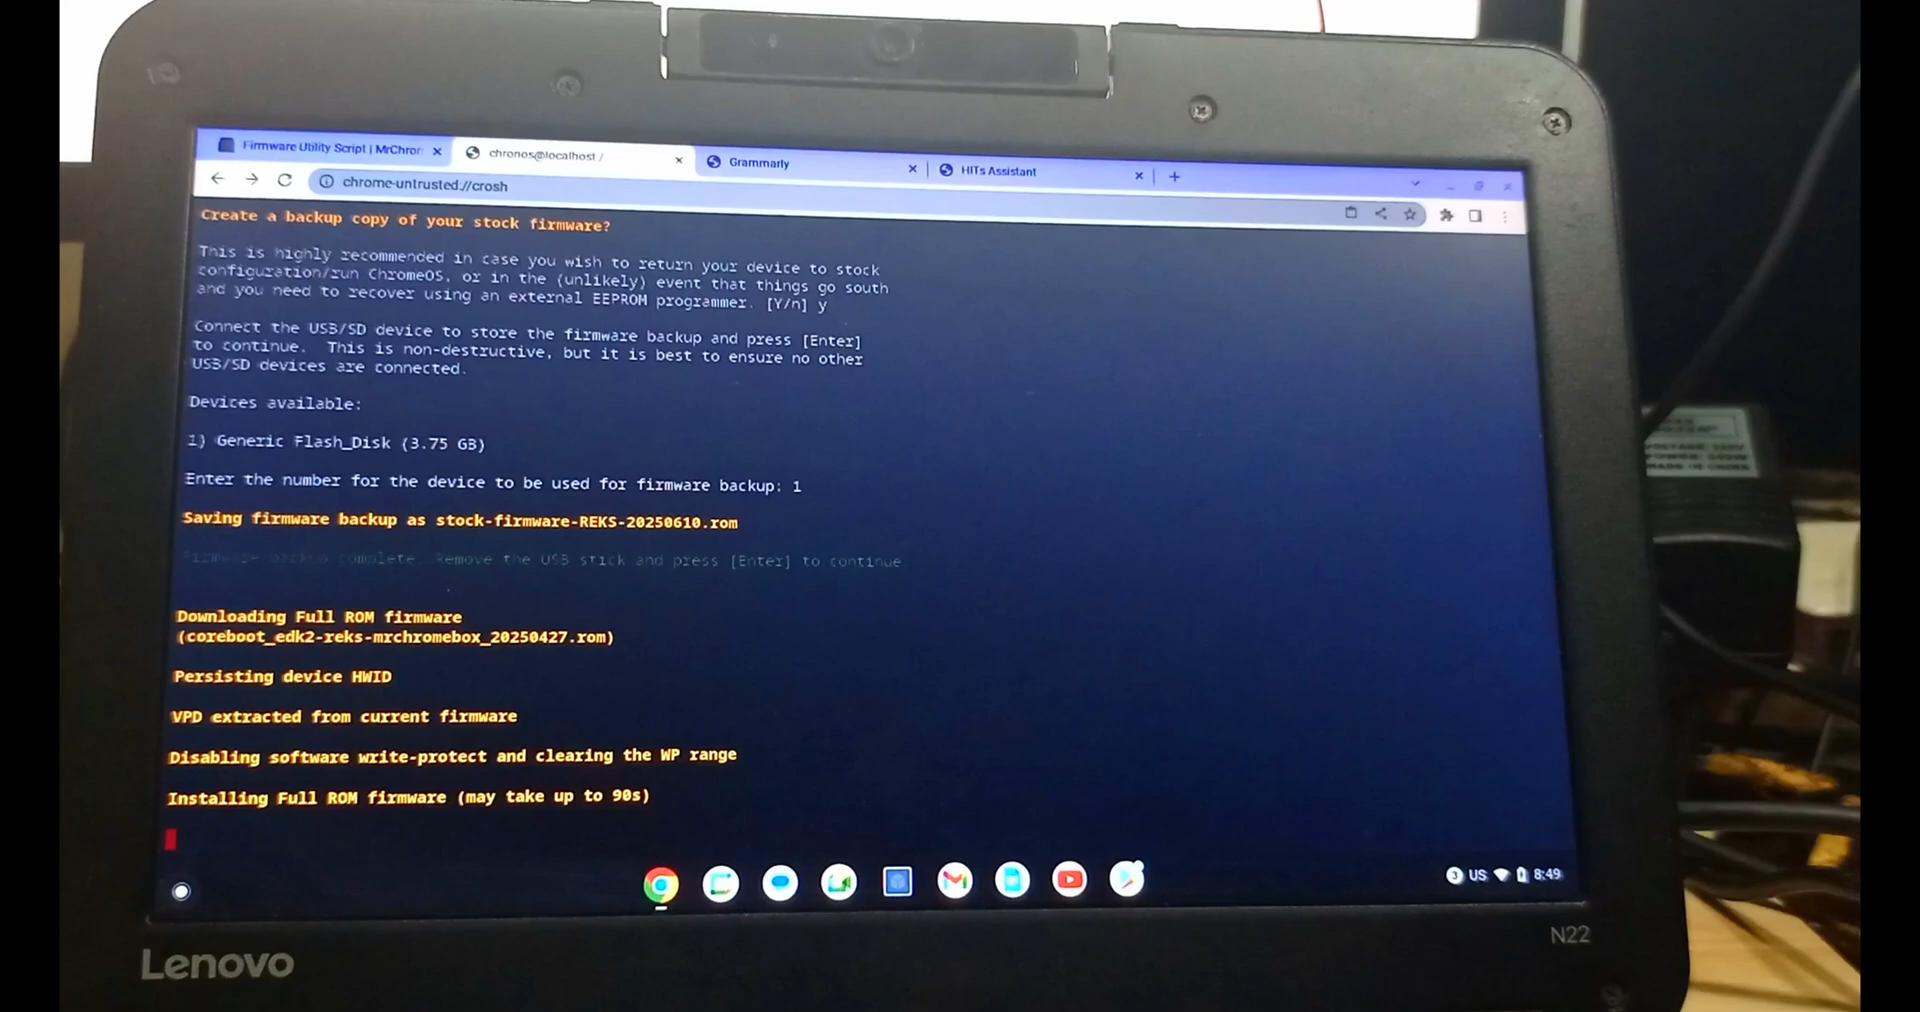 Firmware Utility Script | MrChrom
chronos@localhost:/
Grammarly
HITs Assistant
chrome-untrusted://crosh
Create a backup copy of your stock firmware?
This is highly recommended in case you wish to return your device to stock
configuration/run ChromeOS, or in the (unlikely) event that things go south
and you need to recover using an external EEPROM programmer. [Y/n] y
Connect the USB/SD device to store the firmware backup and press [Enter]
to continue.  This is non-destructive, but it is best to ensure no other
USB/SD devices are connected.
Devices available:
1) Generic Flash_Disk (3.75 GB)
Enter the number for the device to be used for firmware backup: 1
Saving firmware backup as stock-firmware-REKS-20250610.rom
Firmware backup complete. Remove the USB stick and press [Enter] to continue.
Downloading Full ROM firmware
(coreboot_edk2-reks-mrchromebox_20250427.rom)
Persisting device HWID
VPD extracted from current firmware
Disabling software write-protect and clearing the WP range
Installing Full ROM firmware (may take up to 90s)
3 US 8:49
N22
Lenovo
MADE IN CHINA